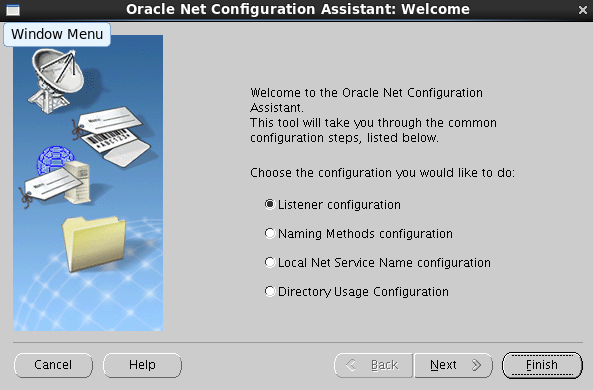 Oracle Net Configuration Assistant: Welcome
Window Menu
Welcome to the Oracle Net Configuration
Assistant.
This tool will take you through the common
configuration steps, listed below.
Choose the configuration you would like to do:
Listener configuration
Naming Methods configuration
Local Net Service Name configuration
Directory Usage Configuration
Cancel
Help
Back
Next
Finish